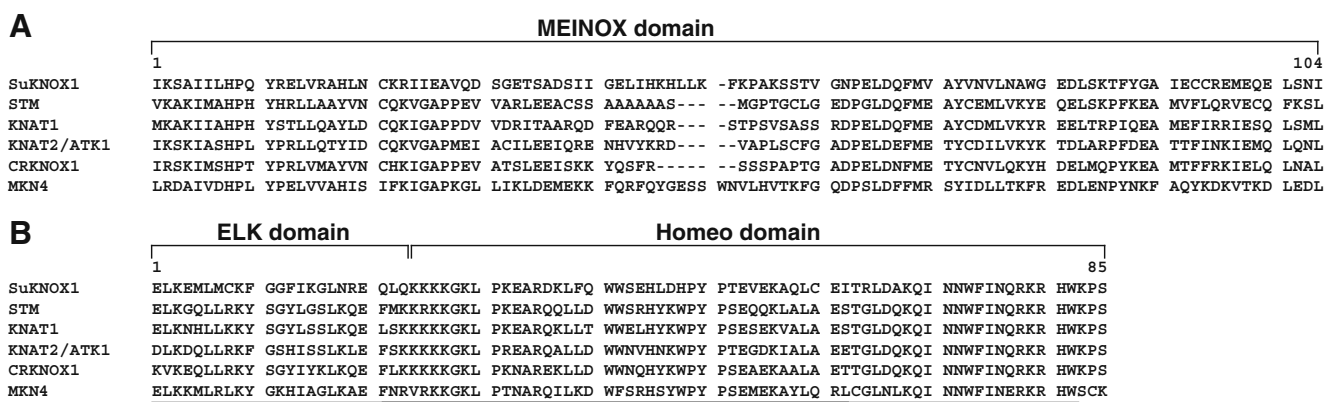 A
MEINOX domain
1 104
SuKNOX1 IKSAIILHPQ YRELVRAHLN CKRIIEAVQD SGETSADSII GELIHKHLLK -FKPAKSSTV GNPELDQFMV AYVNVLNAWG EDLSKTFYGA IECCREMEQE LSNI
STM VKAKIMAHPH YHRLLAAYVN CQKVGAPPEV VARLEEACSS AAAAAAS--- --MGPTGCLG EDPGLDQFME AYCEMLVKYE QELSKPFKEA MVFLQRVECQ FKSL
KNAT1 MKAKIIAHPH YSTLLQAYLD CQKIGAPPDV VDRITAARQD FEARQQR--- -STPSVSASS RDPELDQFME AYCDMLVKYR EELTRPIQEA MEFIRRIESQ LSML
KNAT2/ATK1 IKSKIASHPL YPRLLQTYID CQKVGAPMEI ACILEEIQRE NHVYKRD--- --VAPLSCFG ADPELDEFME TYCDILVKYK TDLARPFDEA TTFINKIEMQ LQNL
CRKNOX1 IRSKIMSHPT YPRLVMAYVN CHKIGAPPEV ATSLEEISKK YQSFR----- --SSSPAPTG ADPELDNFME TYCNVLQKYH DELMQPYKEA MTFFRKIELQ LNAL
MKN4 LRDAIVDHPL YPELVVAHIS IFKIGAPKGL LIKLDEMEKK FQRFQYGESS WNVLHVTKFG QDPSLDFFMR SYIDLLTKFR EDLENPYNKF AQYKDKVTKD LEDL
B
ELK domain Homeo domain
1 85
SuKNOX1 ELKEMLMCKF GGFIKGLNRE QLQKKKKGKL PKEARDKLFQ WWSEHLDHPY PTEVEKAQLC EITRLDAKQI NNWFINQRKR HWKPS
STM ELKGQLLRKY SGYLGSLKQE FMKKRKKGKL PKEARQQLLD WWSRHYKWPY PSEQQKLALA ESTGLDQKQI NNWFINQRKR HWKPS
KNAT1 ELKNHLLKKY SGYLSSLKQE LSKKKKKGKL PKEARQKLLT WWELHYKWPY PSESEKVALA ESTGLDQKQI NNWFINQRKR HWKPS
KNAT2/ATK1 DLKDQLLRKF GSHISSLKLE FSKKKKKGKL PREARQALLD WWNVHNKWPY PTEGDKIALA EETGLDQKQI NNWFINQRKR HWKPS
CRKNOX1 KVKEQLLRKY SGYIYKLKQE FLKKKKKGKL PKNAREKLLD WWNQHYKWPY PSEAEKAALA ETTGLDQKQI NNWFINQRKR HWKPS
MKN4 ELKKMLRLKY GKHIAGLKAE FNRVRKKGKL PTNARQILKD WFSRHSYWPY PSEMEKAYLQ RLCGLNLKQI NNWFINERKR HWSCK